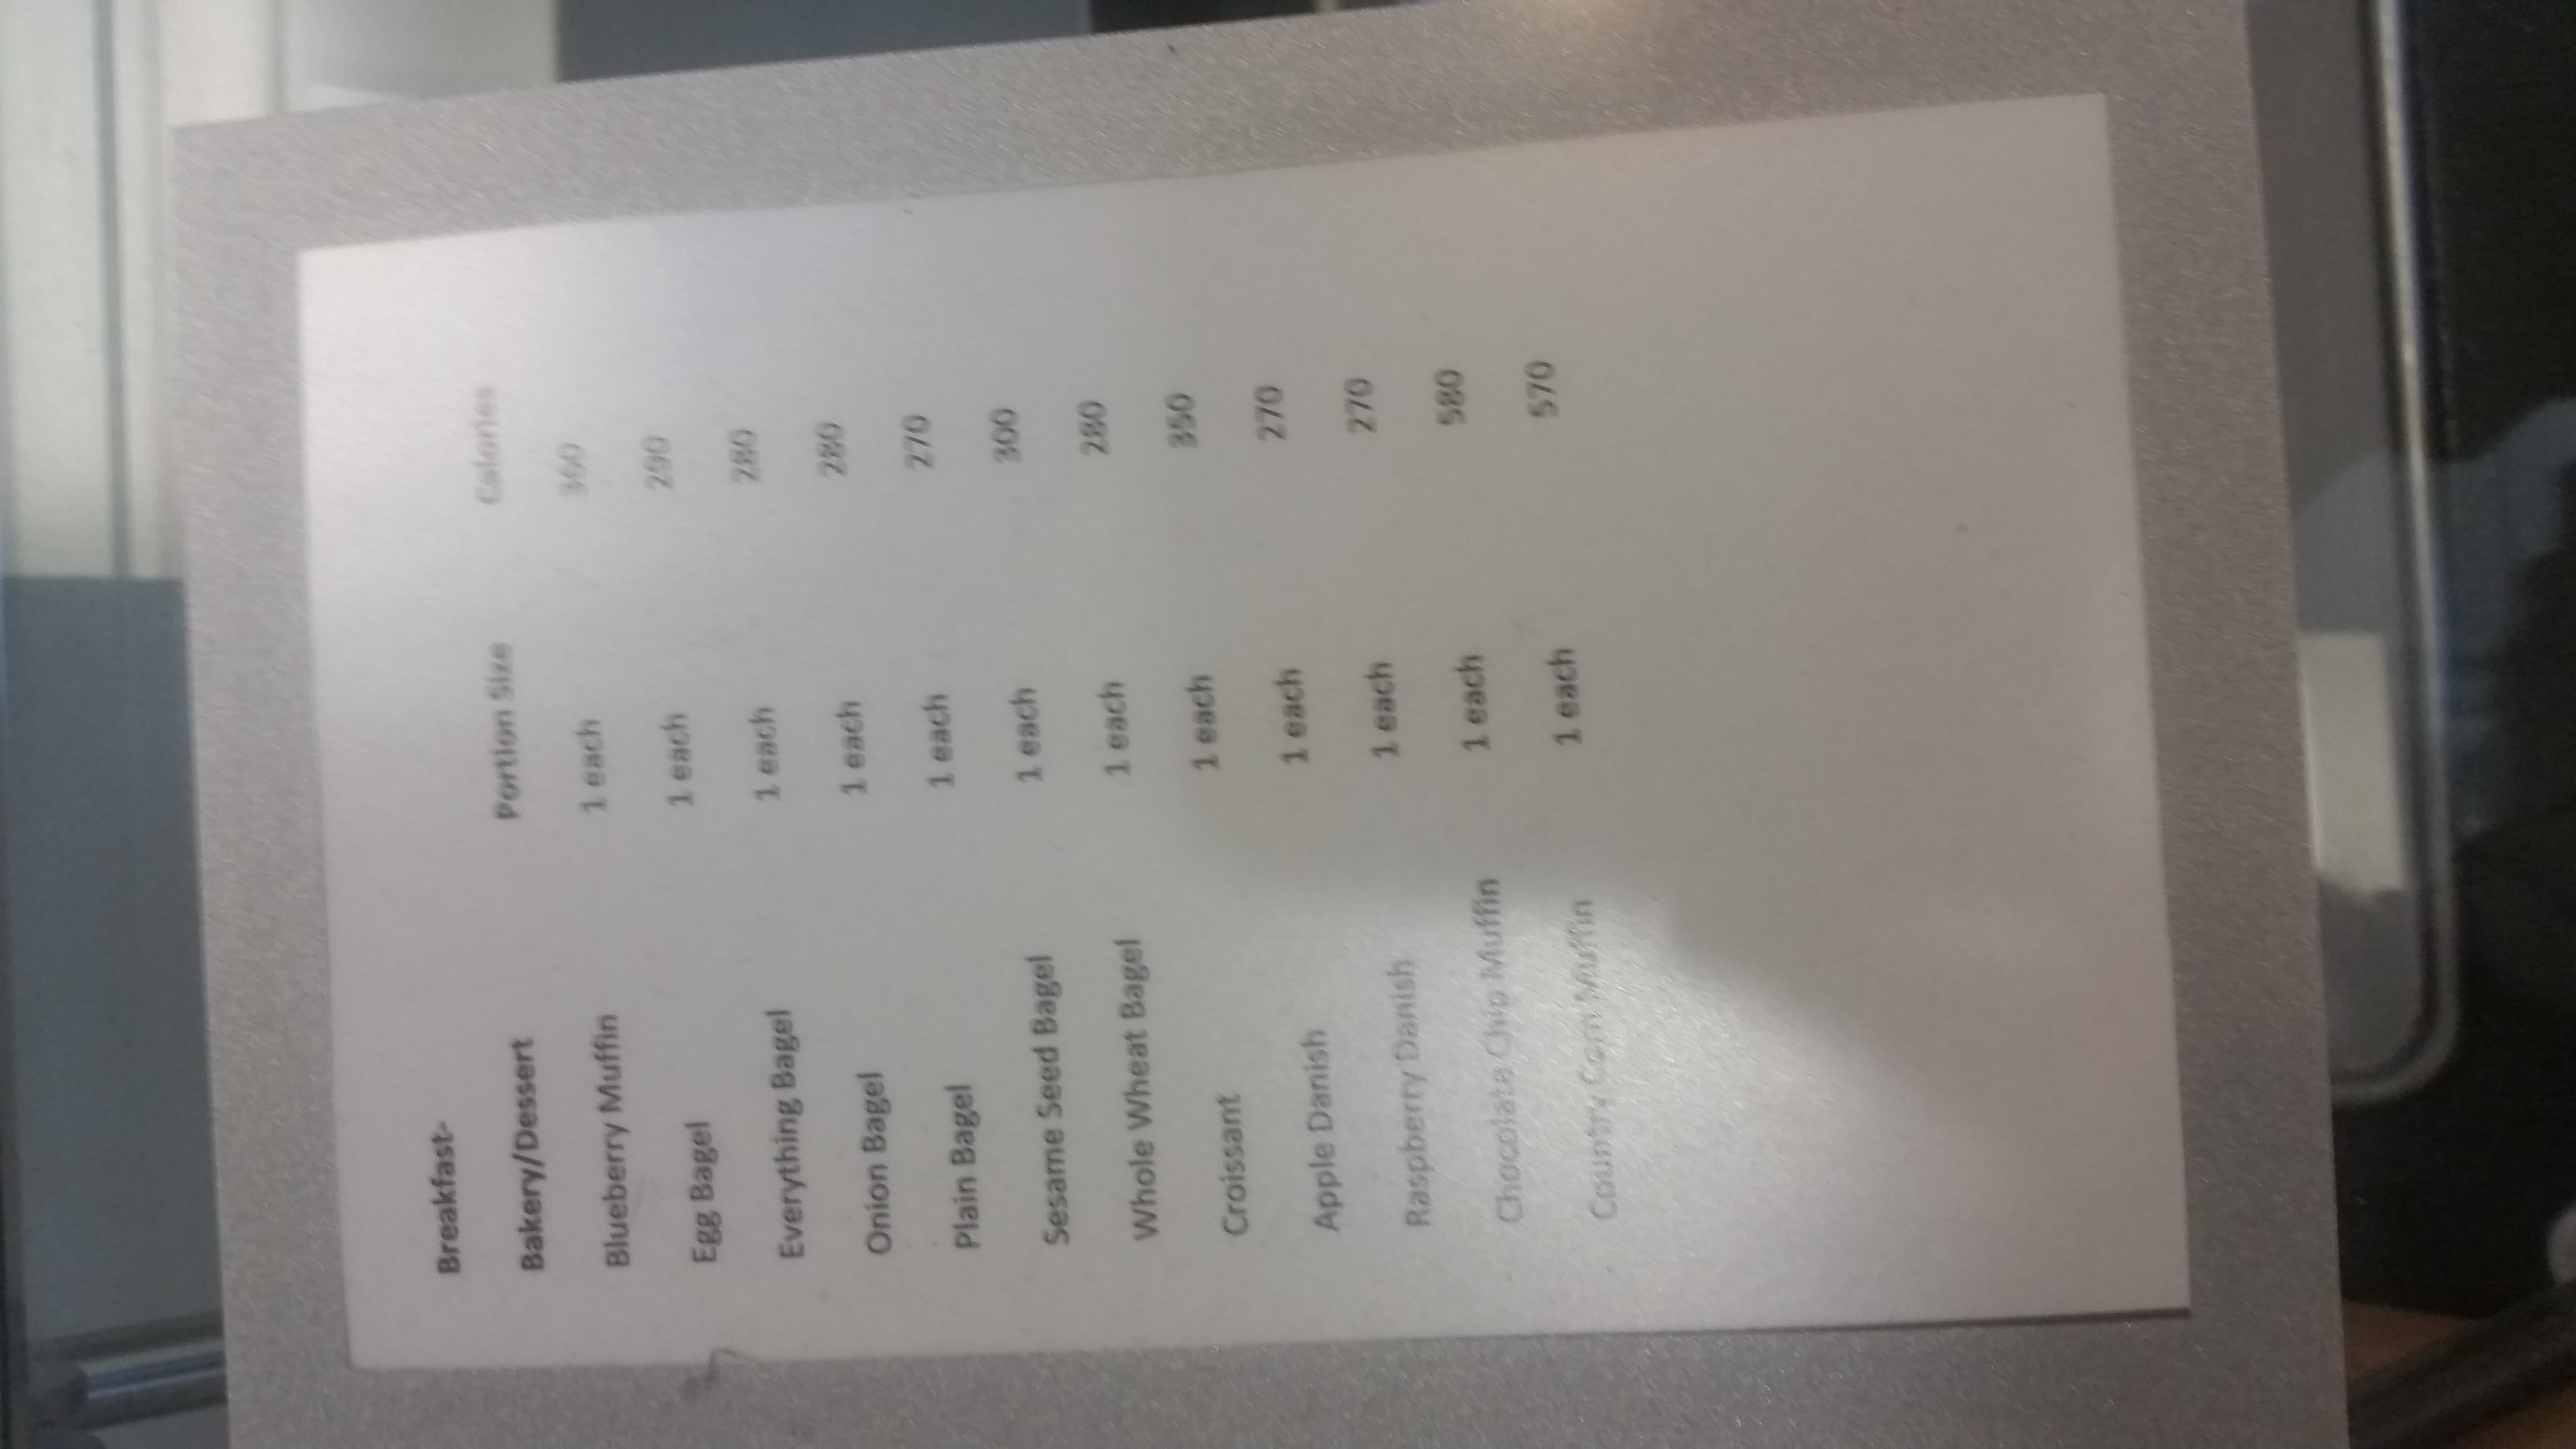 Breakfast-
Bakery/Dessert Portion Size Calories
Blueberry Muffin 1 each 360
Egg Bagel 1 each 290
Everything Bagel 1 each 280
Onion Bagel 1 each 280
Plain Bagel 1 each 270
Sesame Seed Bagel 1 each 300
Whole Wheat Bagel 1 each 280
Croissant 1 each 350
Apple Danish 1 each 270
Raspberry Danish 1 each 270
Chocolate Chip Muffin 1 each 580
Country Corn Muffin 1 each 570